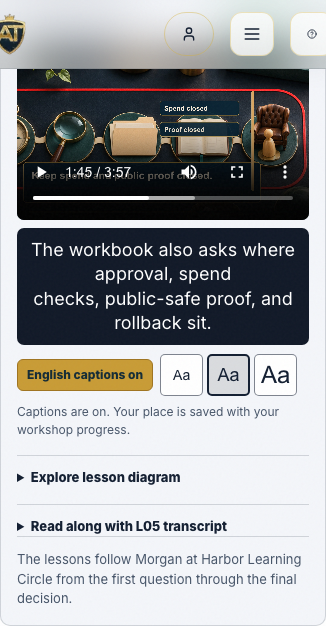 AT
Spend closed
Proof closed
Keep spend and public proof closed.
1:45 / 3:57
The workbook also asks where
approval, spend
checks, public-safe proof, and
rollback sit.
English captions on
Aa
Aa
Aa
Captions are on. Your place is saved with your
workshop progress.
Explore lesson diagram
Read along with L05 transcript
The lessons follow Morgan at Harbor Learning
Circle from the first question through the final
decision.